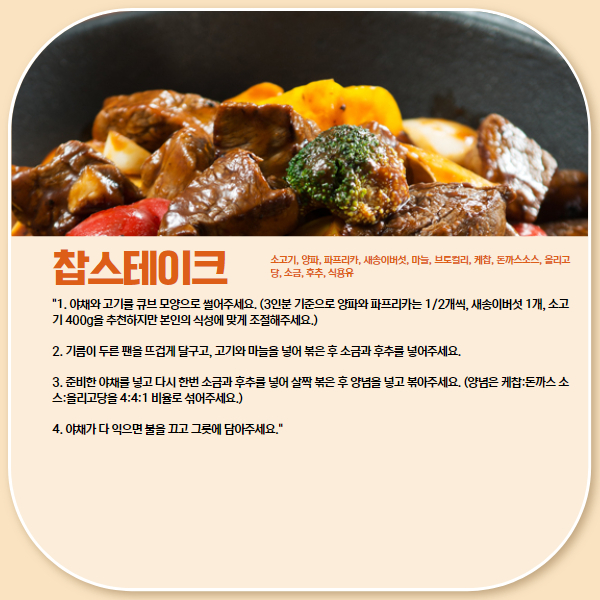 찹스테이크
소고기, 양파, 파프리카, 새송이버섯, 마늘, 브로컬리, 케찹, 돈까스소스, 올리고
당, 소금, 후추, 식용유
"1. 야채와 고기를 큐브 모양으로 썰어주세요. (3인분 기준으로 양파와 파프리카는 1/2개씩, 새송이버섯 1개, 소고
기 400g을 추천하지만 본인의 식성에 맞게 조절해주세요.)
2. 기름이 두른 팬을 뜨겁게 달구고, 고기와 마늘을 넣어 볶은 후 소금과 후추를 넣어주세요.
3. 준비한 야채를 넣고 다시 한번 소금과 후추를 넣어 살짝 볶은 후 양념을 넣고 볶아주세요. (양념은 케찹:돈까스 소
스:올리고당을 4:4:1 비율로 섞어주세요.)
4. 야채가 다 익으면 불을 끄고 그릇에 담아주세요."